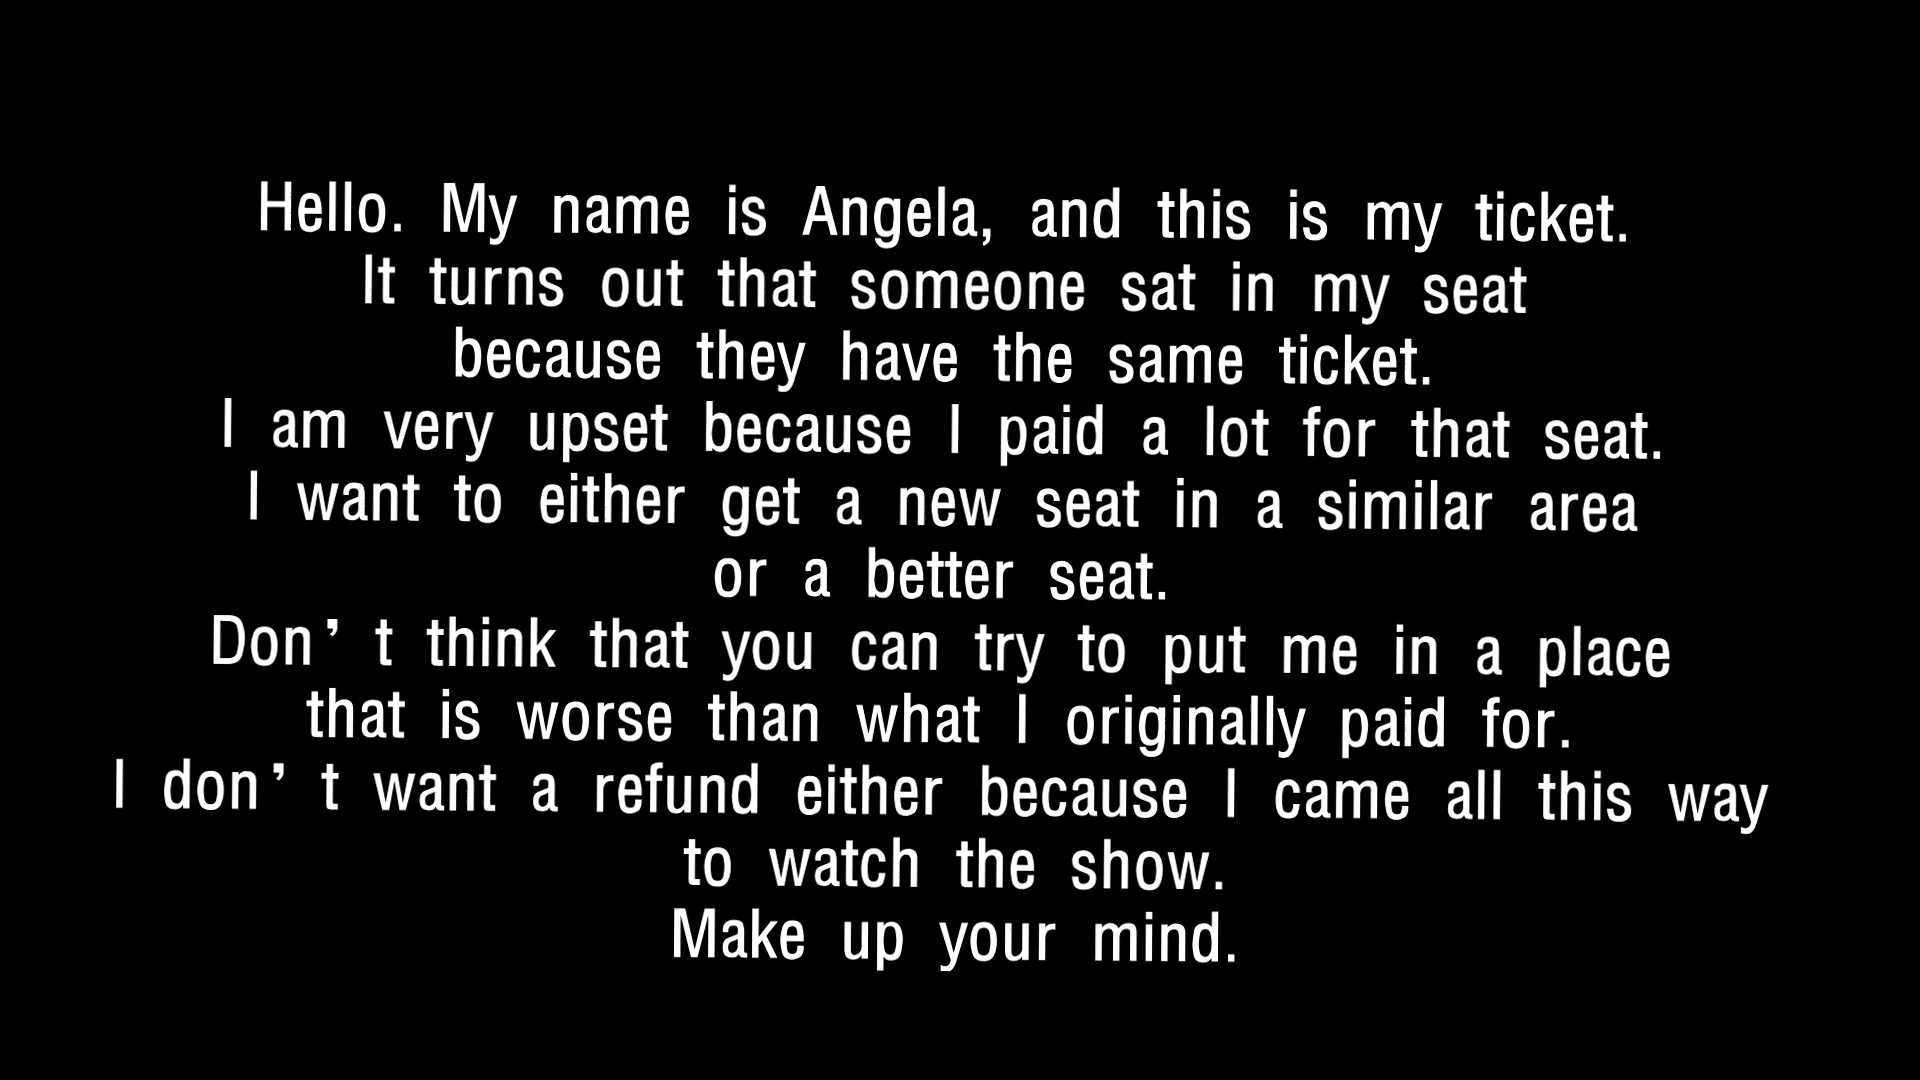 Hello. My name is Angela, and this is my ticket.
It turns out that someone sat in my seat
because they have the same ticket.
I am very upset because I paid a lot for that seat.
I want to either get a new seat in a similar area
or a better seat.
Don’t think that you can try to put me in a place
that is worse than what I originally paid for.
I don’t want a refund either because I came all this way
to watch the show.
Make up your mind.